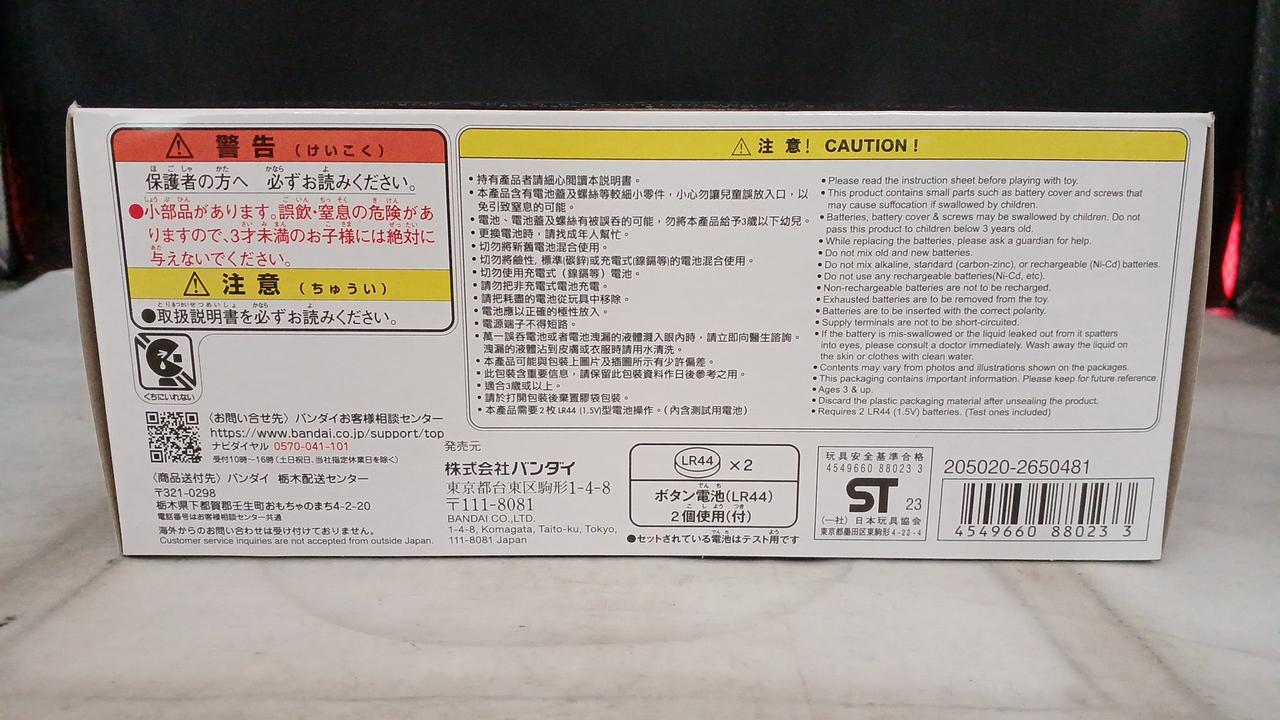 警告(けいこく)
保護者の方へ 必ずお読みください。
●小部品があります。誤飲・窒息の危険があ
りますので、3才未満のお子様には絶対に
与えないでください。
注意(ちゅうい)
●取扱説明書を必ずお読みください。
くちにいれない
〈お問い合せ先〉バンダイお客様相談センター
https://www.bandai.co.jp/support/top
ナビダイヤル 0570-041-101
受付10時~16時(土日祝日、当社指定休業日を除く)
〈商品送付先〉バンダイ 栃木配送センター
〒321-0298
栃木県下都賀郡壬生町おもちゃのまち4-2-20
電話番号はお客様相談センター共通
海外からのお問い合わせは受け付けておりません。
Customer service inquiries are not accepted from outside Japan.
注意! CAUTION!
• 持有產品者請細心閱讀本說明書。
• 本產品含有電池蓋及螺絲等較細小零件,小心勿讓兒童誤放入口,以
免引致窒息的可能。
• 電池、電池蓋及螺絲有被誤吞的可能,勿將本產品給予3歲以下幼兒。
• 更換電池時,請找成年人幫忙。
• 切勿將新舊電池混合使用。
• 切勿將鹼性, 標準(碳鋅)或充電式(鎳鎘等)的電池混合使用。
• 切勿使用充電式(鎳鎘等)電池。
• 請勿把非充電式電池充電。
• 請把耗盡的電池從玩具中移除。
• 電池應以正確的極性放入。
• 電源端子不得短路。
• 萬一誤吞電池或者電池洩漏的液體濺入眼內時,請立即向醫生諮詢。
洩漏的液體沾到皮膚或衣服時請用水清洗。
• 本產品可能與包裝上圖片及插圖所示有少許偏差。
• 此包裝含重要信息,請保留此包裝資料作日後參考之用。
• 適合3歲或以上。
• 請於打開包裝後棄置膠袋包裝。
• 本產品需要2枚 LR44 (1.5V)型電池操作。(內含測試用電池)
• Please read the instruction sheet before playing with toy.
• This product contains small parts such as battery cover and screws that
may cause suffocation if swallowed by children.
• Batteries, battery cover & screws may be swallowed by children. Do not
pass this product to children below 3 years old.
• While replacing the batteries, please ask a guardian for help.
• Do not mix old and new batteries.
• Do not mix alkaline, standard (carbon-zinc), or rechargeable (Ni-Cd) batteries.
• Do not use any rechargeable batteries(Ni-Cd, etc).
• Non-rechargeable batteries are not to be recharged.
• Exhausted batteries are to be removed from the toy.
• Batteries are to be inserted with the correct polarity.
• Supply terminals are not to be short-circuited.
• If the battery is mis-swallowed or the liquid leaked out from it spatters
into eyes, please consult a doctor immediately. Wash away the liquid on
the skin or clothes with clean water.
• Contents may vary from photos and illustrations shown on the packages.
• This packaging contains important information. Please keep for future reference.
• Ages 3 & up.
• Discard the plastic packaging material after unsealing the product.
• Requires 2 LR44 (1.5V) batteries. (Test ones included)
発売元
株式会社バンダイ
東京都台東区駒形1-4-8
〒111-8081
BANDAI CO.,LTD.
1-4-8, Komagata, Taito-ku, Tokyo,
111-8081 Japan
LR44 ×2
ボタン電池(LR44)
2個使用(付)
●セットされている電池はテスト用です
玩具安全基準合格
4549660 88023 3
ST 23
(一社)日本玩具協会
東京都墨田区東駒形4-22-4
205020-2650481
4549660 88023 3